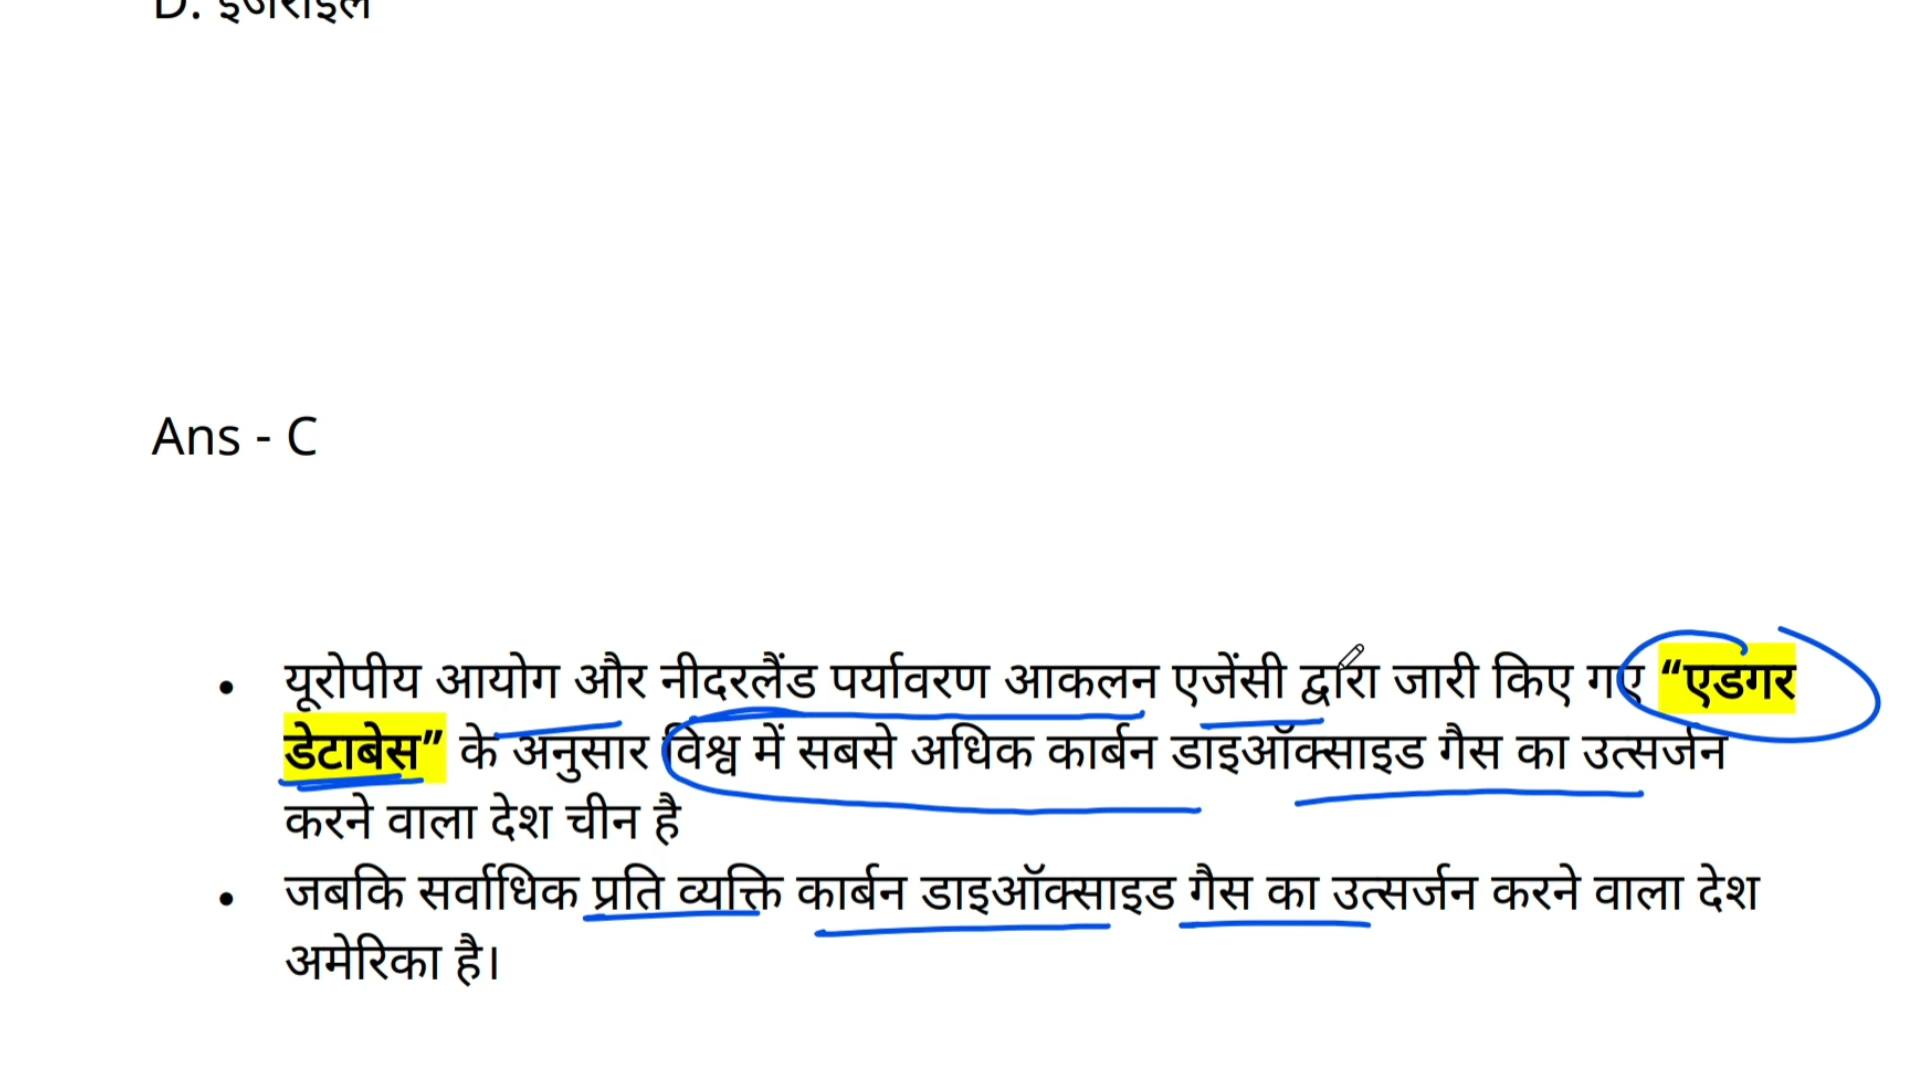 D. इजराइल
Ans - C
• यूरोपीय आयोग और नीदरलैंड पर्यावरण आकलन एजेंसी द्वारा जारी किए गए “एडगर
डेटाबेस” के अनुसार विश्व में सबसे अधिक कार्बन डाइऑक्साइड गैस का उत्सर्जन
करने वाला देश चीन है
• जबकि सर्वाधिक प्रति व्यक्ति कार्बन डाइऑक्साइड गैस का उत्सर्जन करने वाला देश
अमेरिका है।